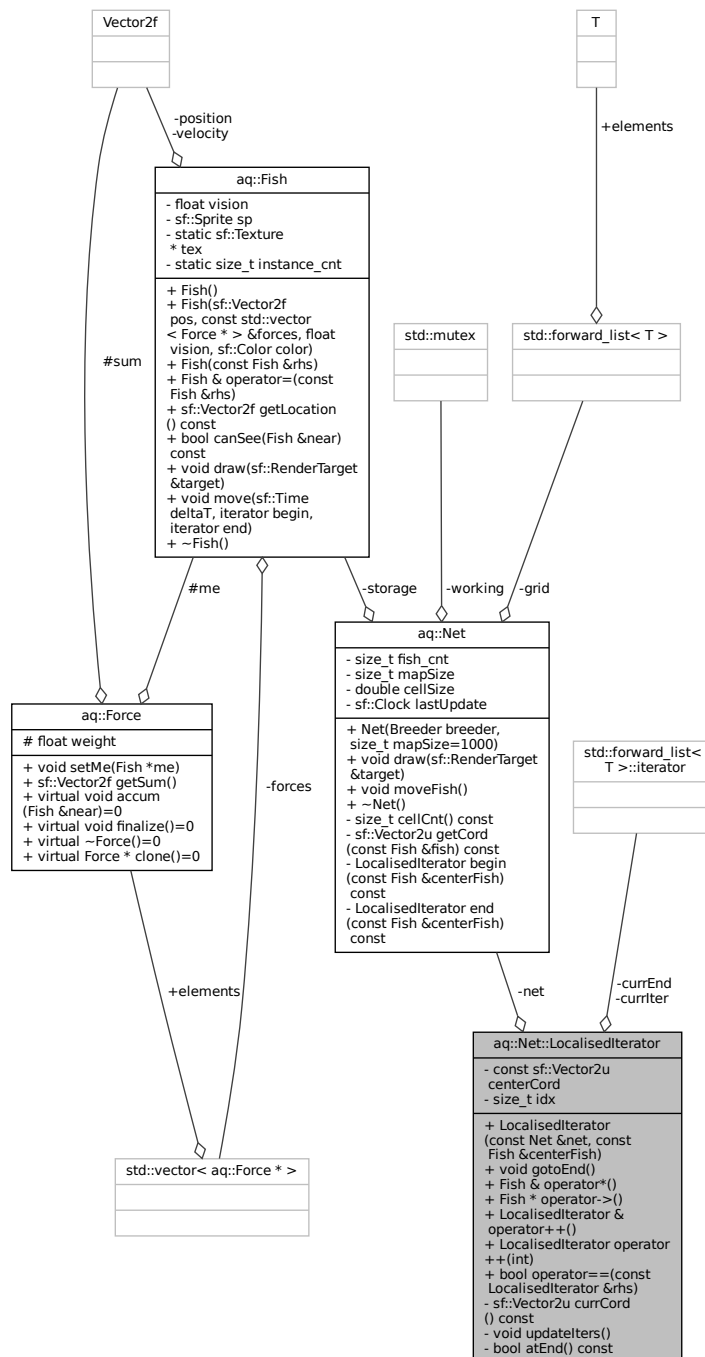 Vector2f
T
-position
-velocity
+elements
aq::Fish
- float vision
- sf::Sprite sp
- static sf::Texture
* tex
- static size_t instance_cnt
+ Fish()
+ Fish(sf::Vector2f
pos, const std::vector
< Force * > &forces, float
vision, sf::Color color)
+ Fish(const Fish &rhs)
+ Fish & operator=(const
Fish &rhs)
+ sf::Vector2f getLocation
() const
+ bool canSee(Fish &near)
const
+ void draw(sf::RenderTarget
&target)
+ void move(sf::Time
deltaT, iterator begin,
iterator end)
+ ~Fish()
std::mutex
std::forward_list< T >
#sum
#me
-storage
-working
-grid
aq::Net
- size_t fish_cnt
- size_t mapSize
- double cellSize
- sf::Clock lastUpdate
+ Net(Breeder breeder,
size_t mapSize=1000)
+ void draw(sf::RenderTarget
&target)
+ void moveFish()
+ ~Net()
- size_t cellCnt() const
- sf::Vector2u getCord
(const Fish &fish) const
- LocalisedIterator begin
(const Fish &centerFish)
const
- LocalisedIterator end
(const Fish &centerFish)
const
aq::Force
# float weight
+ void setMe(Fish *me)
+ sf::Vector2f getSum()
+ virtual void accum
(Fish &near)=0
+ virtual void finalize()=0
+ virtual ~Force()=0
+ virtual Force * clone()=0
-forces
std::forward_list<
T >::iterator
+elements
-net
-currEnd
-currIter
std::vector< aq::Force * >
aq::Net::LocalisedIterator
- const sf::Vector2u
centerCord
- size_t idx
+ LocalisedIterator
(const Net &net, const
Fish &centerFish)
+ void gotoEnd()
+ Fish & operator*()
+ Fish * operator->()
+ LocalisedIterator &
operator++()
+ LocalisedIterator operator
++(int)
+ bool operator==(const
LocalisedIterator &rhs)
- sf::Vector2u currCord
() const
- void updateIters()
- bool atEnd() const